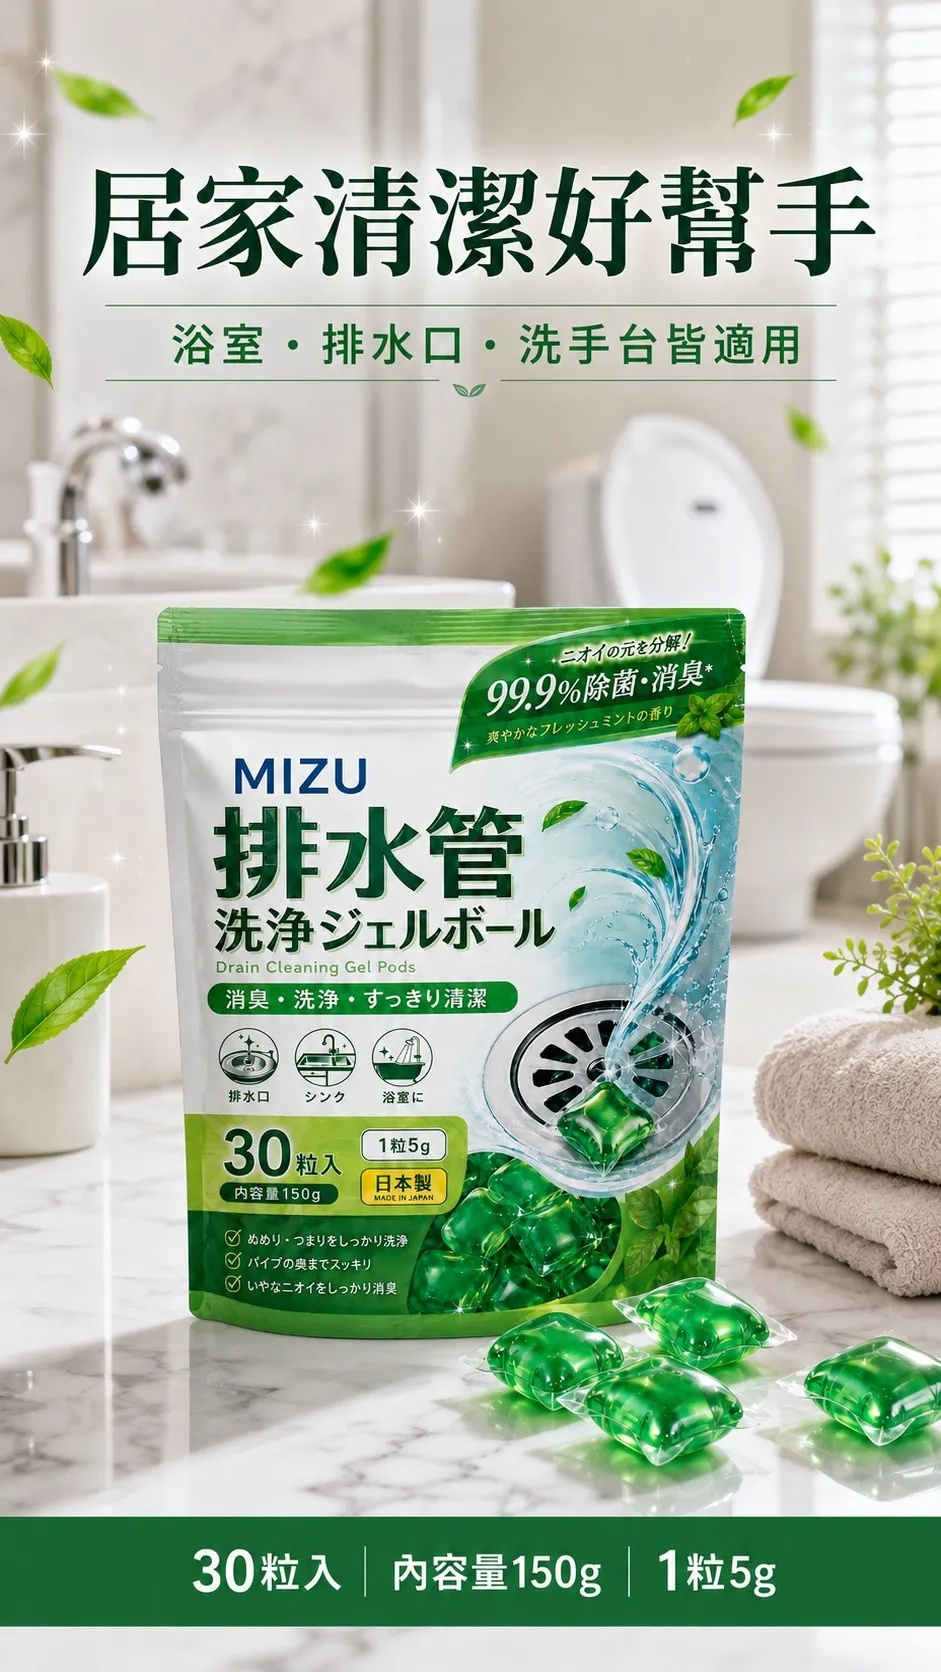 居家清潔好幫手
浴室・排水口・洗手台皆適用
ニオイの元を分解！
99.9%除菌・消臭*
爽やかなフレッシュミントの香り
MIZU
排水管
洗浄ジェルボール
Drain Cleaning Gel Pods
消臭・洗浄・すっきり清潔
排水口 シンク 浴室に
30粒入 1粒5g
内容量150g 日本製
MADE IN JAPAN
ぬめり・つまりをしっかり洗浄
パイプの奥までスッキリ
いやなニオイをしっかり消臭
30粒入 | 內容量150g | 1粒5g